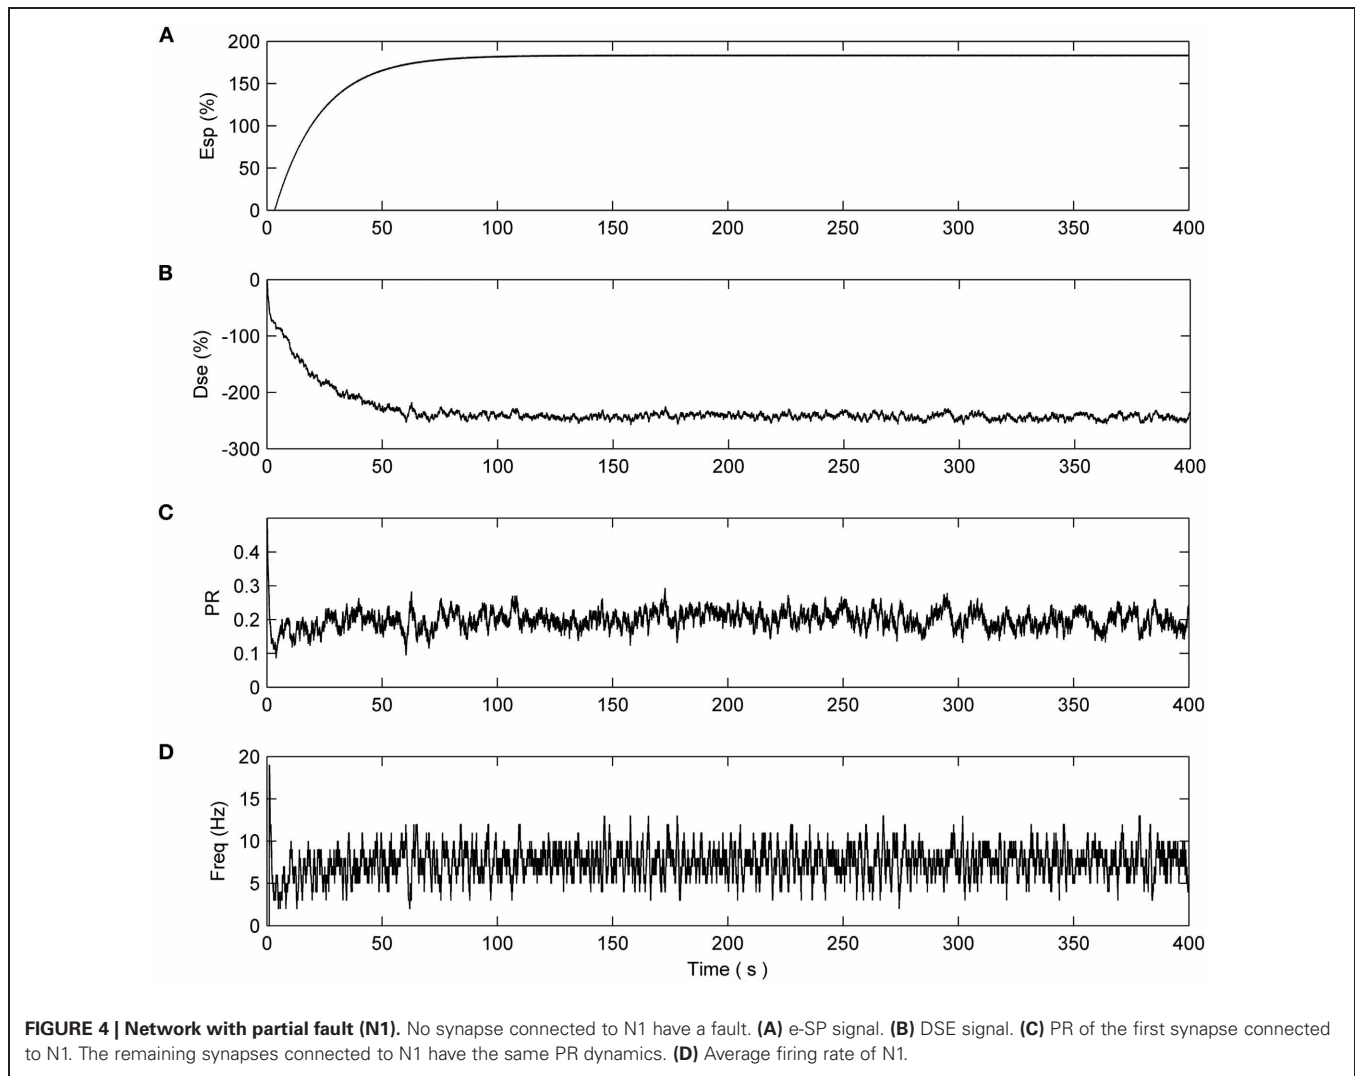 A
200
150
100
50
0
Esp (%)
0 50 100 150 200 250 300 350 400
B
0
-100
-200
-300
Dse (%)
0 50 100 150 200 250 300 350 400
C
0.4
0.3
0.2
0.1
0
PR
0 50 100 150 200 250 300 350 400
D
20
15
10
5
0
Freq (Hz)
0 50 100 150 200 250 300 350 400
Time ( s )
FIGURE 4 | Network with partial fault (N1). No synapse connected to N1 have a fault. (A) e-SP signal. (B) DSE signal. (C) PR of the first synapse connected
to N1. The remaining synapses connected to N1 have the same PR dynamics. (D) Average firing rate of N1.